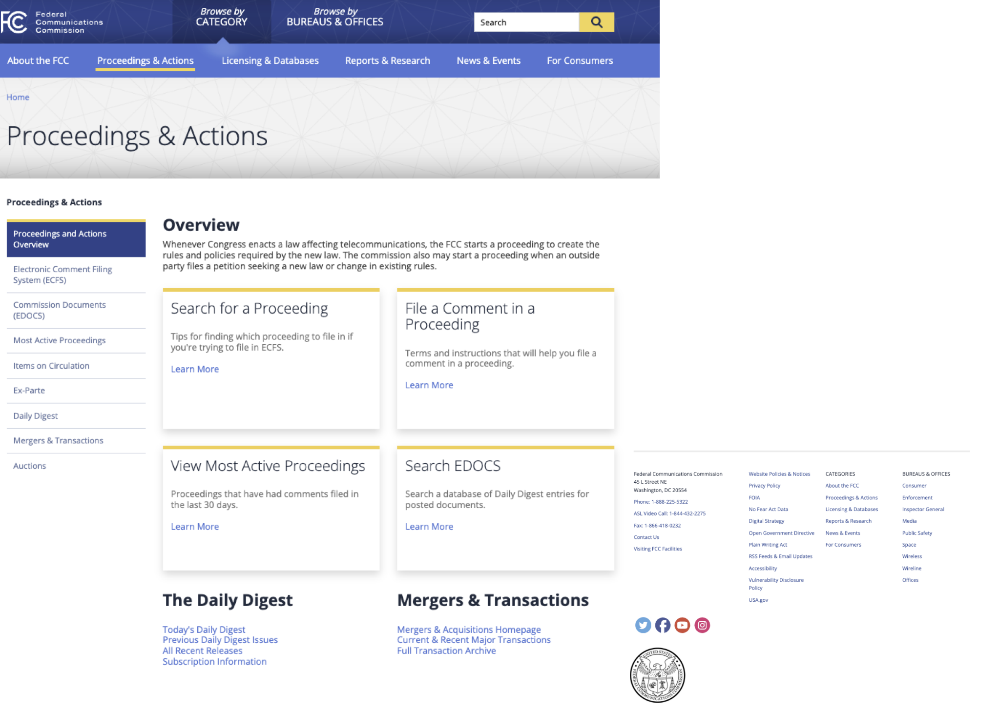 Federal
Communications
Commission
Browse by
CATEGORY
Browse by
BUREAUS & OFFICES
Search
About the FCC
Proceedings & Actions
Licensing & Databases
Reports & Research
News & Events
For Consumers
Home
Proceedings & Actions
Proceedings & Actions
Proceedings and Actions
Overview
Electronic Comment Filing
System (ECFS)
Commission Documents
(EDOCS)
Most Active Proceedings
Items on Circulation
Ex-Parte
Daily Digest
Mergers & Transactions
Auctions
Overview
Whenever Congress enacts a law affecting telecommunications, the FCC starts a proceeding to create the
rules and policies required by the new law. The commission also may start a proceeding when an outside
party files a petition seeking a new law or change in existing rules.
Search for a Proceeding
Tips for finding which proceeding to file in if
you're trying to file in ECFS.
Learn More
File a Comment in a
Proceeding
Terms and instructions that will help you file a
comment in a proceeding.
Learn More
View Most Active Proceedings
Proceedings that have had comments filed in
the last 30 days.
Learn More
Search EDOCS
Search a database of Daily Digest entries for
posted documents.
Learn More
The Daily Digest
Today's Daily Digest
Previous Daily Digest Issues
All Recent Releases
Subscription Information
Mergers & Transactions
Mergers & Acquisitions Homepage
Current & Recent Major Transactions
Full Transaction Archive
Federal Communications Commission
45 L Street NE
Washington, DC 20554
Phone: 1-888-225-5322
ASL Video Call: 1-844-432-2275
Fax: 1-866-418-0232
Contact Us
Visiting FCC Facilities
Website Policies & Notices
Privacy Policy
FOIA
No Fear Act Data
Digital Strategy
Open Government Directive
Plain Writing Act
RSS Feeds & Email Updates
Accessibility
Vulnerability Disclosure
Policy
USA.gov
CATEGORIES
About the FCC
Proceedings & Actions
Licensing & Databases
Reports & Research
News & Events
For Consumers
BUREAUS & OFFICES
Consumer
Enforcement
Inspector General
Media
Public Safety
Space
Wireless
Wireline
Offices
UNITED STATES
FEDERAL COMMUNICATIONS COMMISSION